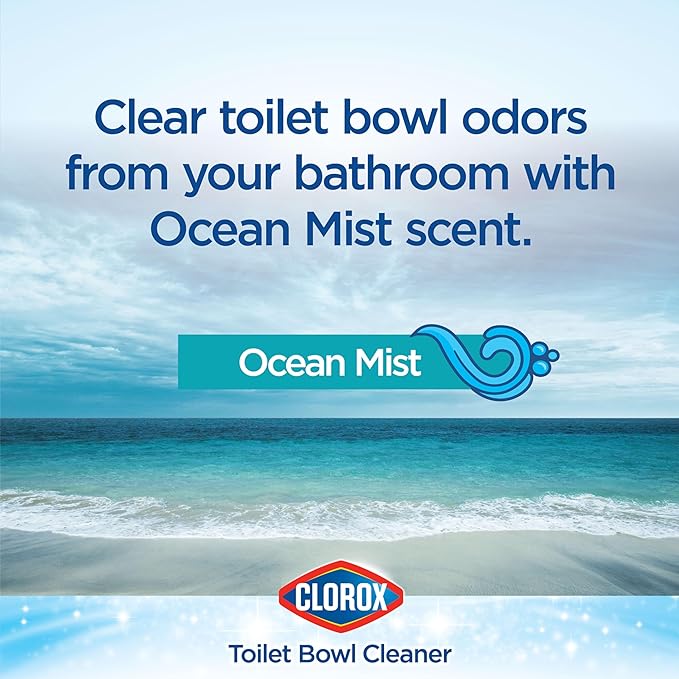 Clear toilet bowl odors
from your bathroom with
Ocean Mist scent.
Ocean Mist
CLOROX
Toilet Bowl Cleaner